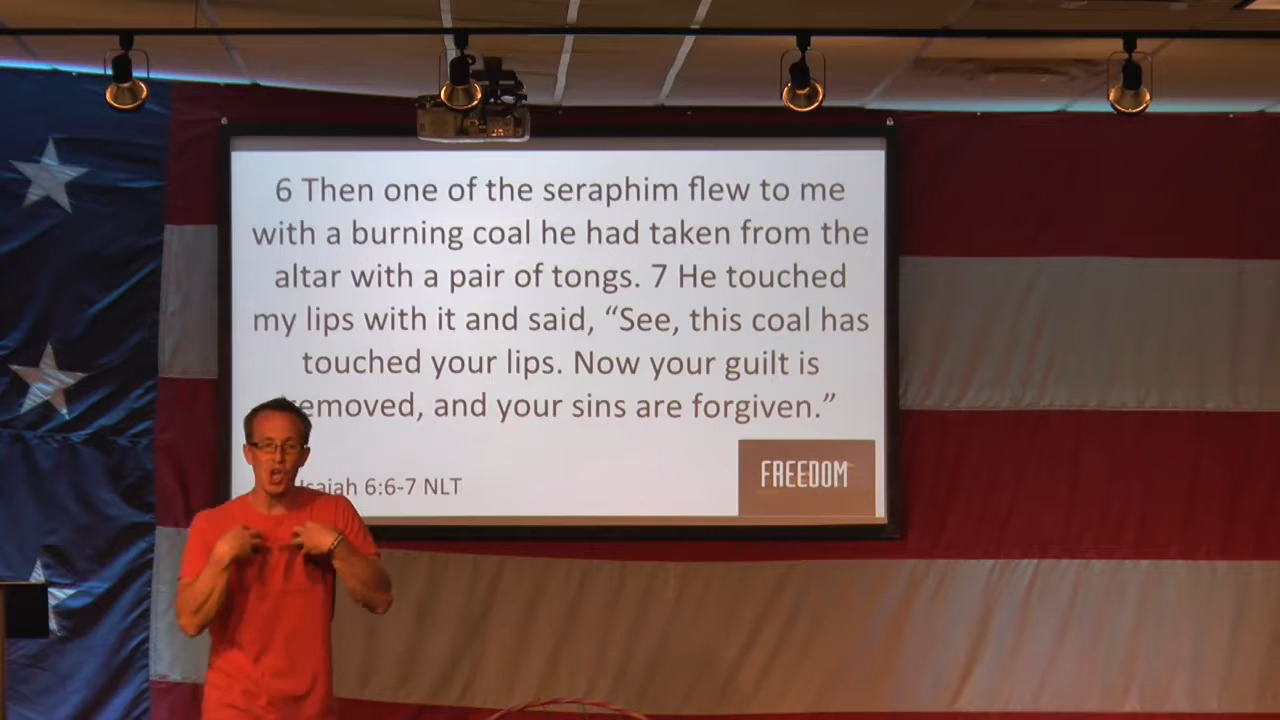 6 Then one of the seraphim flew to me
with a burning coal he had taken from the
altar with a pair of tongs. 7 He touched
my lips with it and said, “See, this coal has
touched your lips. Now your guilt is
removed, and your sins are forgiven.”
Isaiah 6:6-7 NLT
FREEDOM